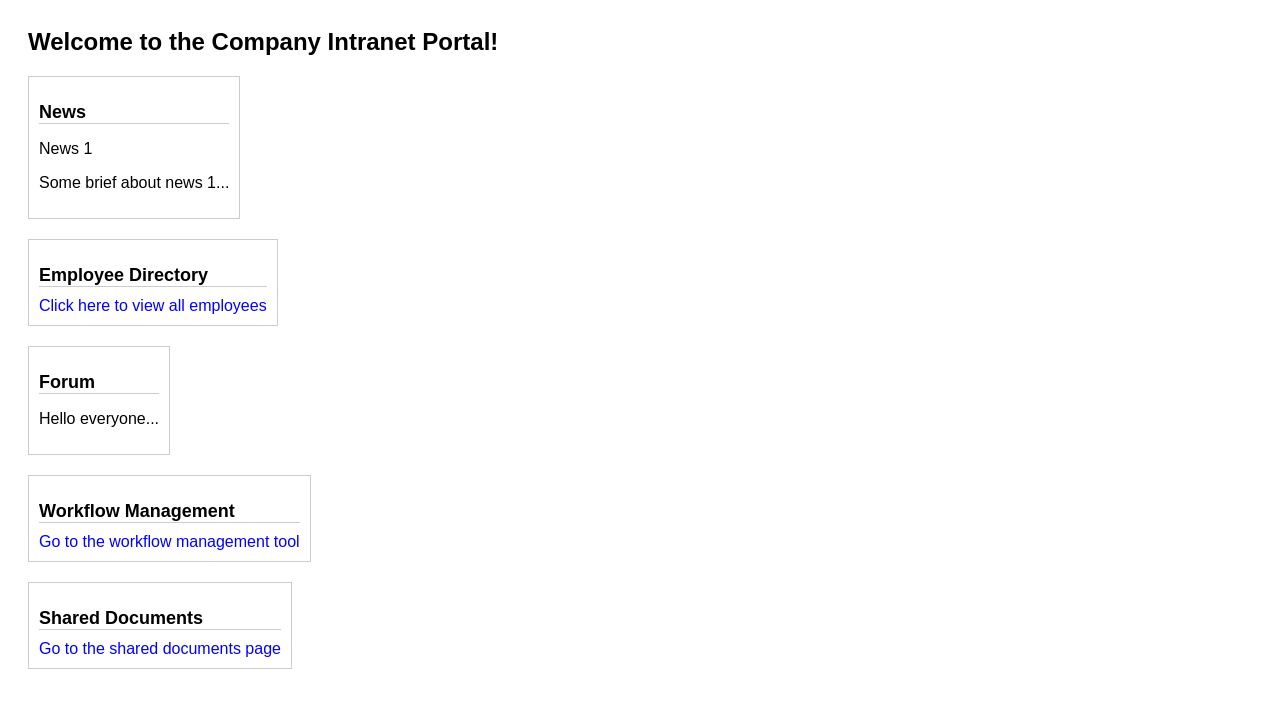 Welcome to the Company Intranet Portal!
News
News 1
Some brief about news 1...
Employee Directory
Click here to view all employees
Forum
Hello everyone...
Workflow Management
Go to the workflow management tool
Shared Documents
Go to the shared documents page